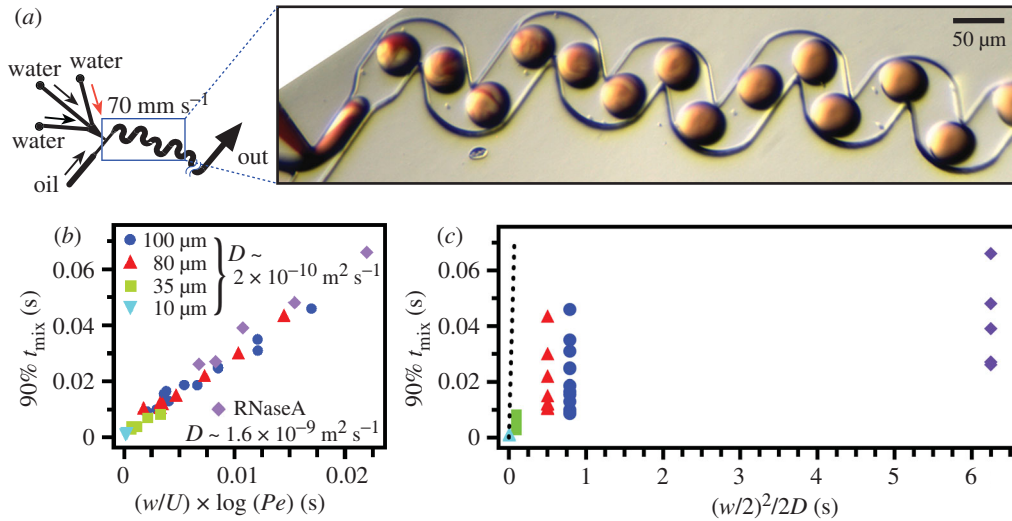 (a)
water
water
water
oil
70 mm s⁻¹
out
50 µm
(b)
100 µm
80 µm
35 µm
10 µm
D ~
2 × 10⁻¹⁰ m² s⁻¹
RNaseA
D ~ 1.6 × 10⁻⁹ m² s⁻¹
90% t_mix (s)
0.06
0.04
0.02
0
0
0.01
0.02
(w/U) × log (Pe) (s)
(c)
90% t_mix (s)
0.06
0.04
0.02
0
0
1
2
3
4
5
6
(w/2)²/2D (s)